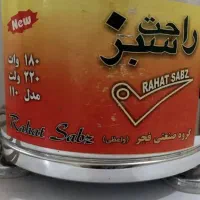 New
راحت
سبز
۱۸۰ وات
۲۲۰ ولت
مدل ۱۱۰
RAHAT SABZ
گروه صنعتی فجر
Rahat Sabz